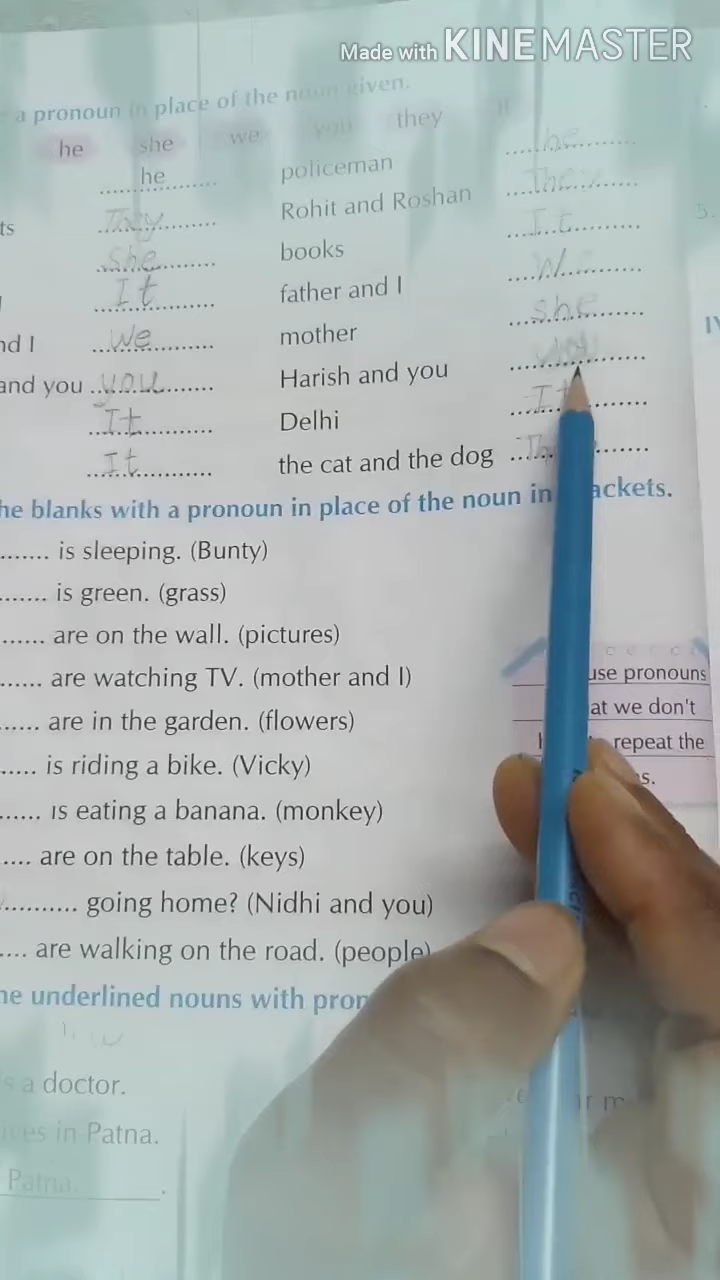 Made with KINEMASTER
a pronoun in place of the noun given.
he she we you they it
he policeman he
ts They Rohit and Roshan They
She books It
It father and I We
nd I We mother she
and you you Harish and you you
It Delhi It
It the cat and the dog
he blanks with a pronoun in place of the noun in ackets.
....... is sleeping. (Bunty)
....... is green. (grass)
...... are on the wall. (pictures)
...... are watching TV. (mother and I)
use pronouns
...... are in the garden. (flowers)
at we don't
..... is riding a bike. (Vicky)
repeat the
s.
...... is eating a banana. (monkey)
.... are on the table. (keys)
.......... going home? (Nidhi and you)
.... are walking on the road. (people)
he underlined nouns with pron
s a doctor.
ives in Patna.
Patna.